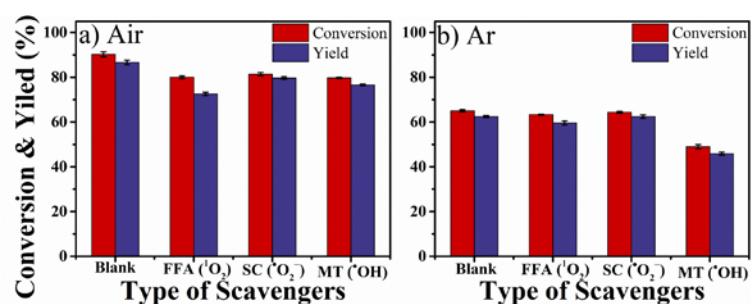 Conversion & Yiled (%)
a) Air
Conversion
Yield
100
80
60
40
20
0
Blank FFA (¹O₂) SC (•O₂⁻) MT (•OH)
Type of Scavengers
b) Ar
Conversion
Yield
100
80
60
40
20
0
Blank FFA (¹O₂) SC (•O₂⁻) MT (•OH)
Type of Scavengers